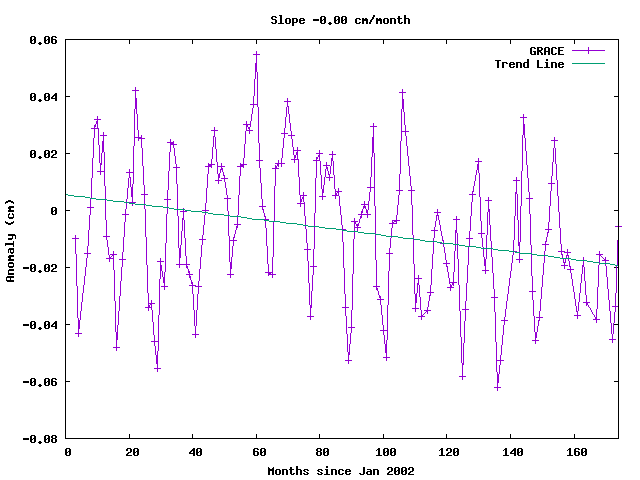 Slope -0.00 cm/month
GRACE
Trend Line
0.06
0.04
0.02
0
-0.02
-0.04
-0.06
-0.08
Anomaly (cm)
0 20 40 60 80 100 120 140 160
Months since Jan 2002